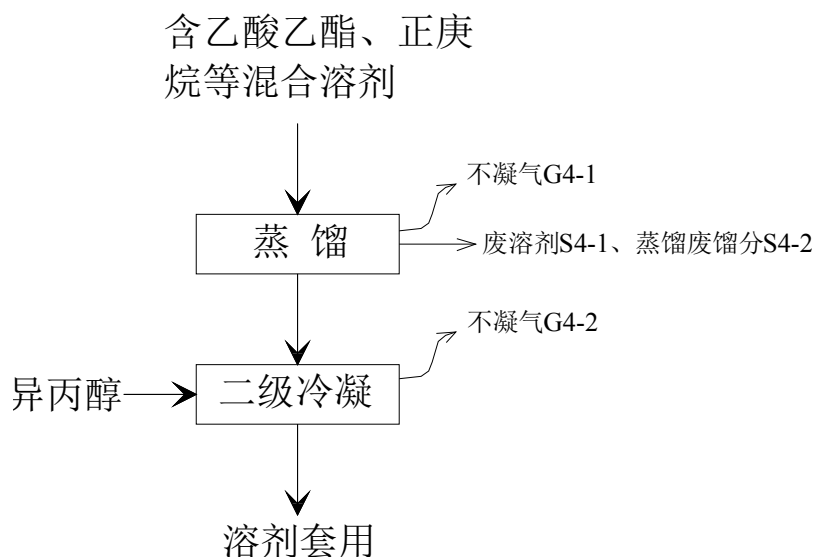 含乙酸乙酯、正庚
烷等混合溶剂
不凝气G4-1
蒸 馏
废溶剂S4-1、蒸馏废馏分S4-2
不凝气G4-2
异丙醇
二级冷凝
溶剂套用